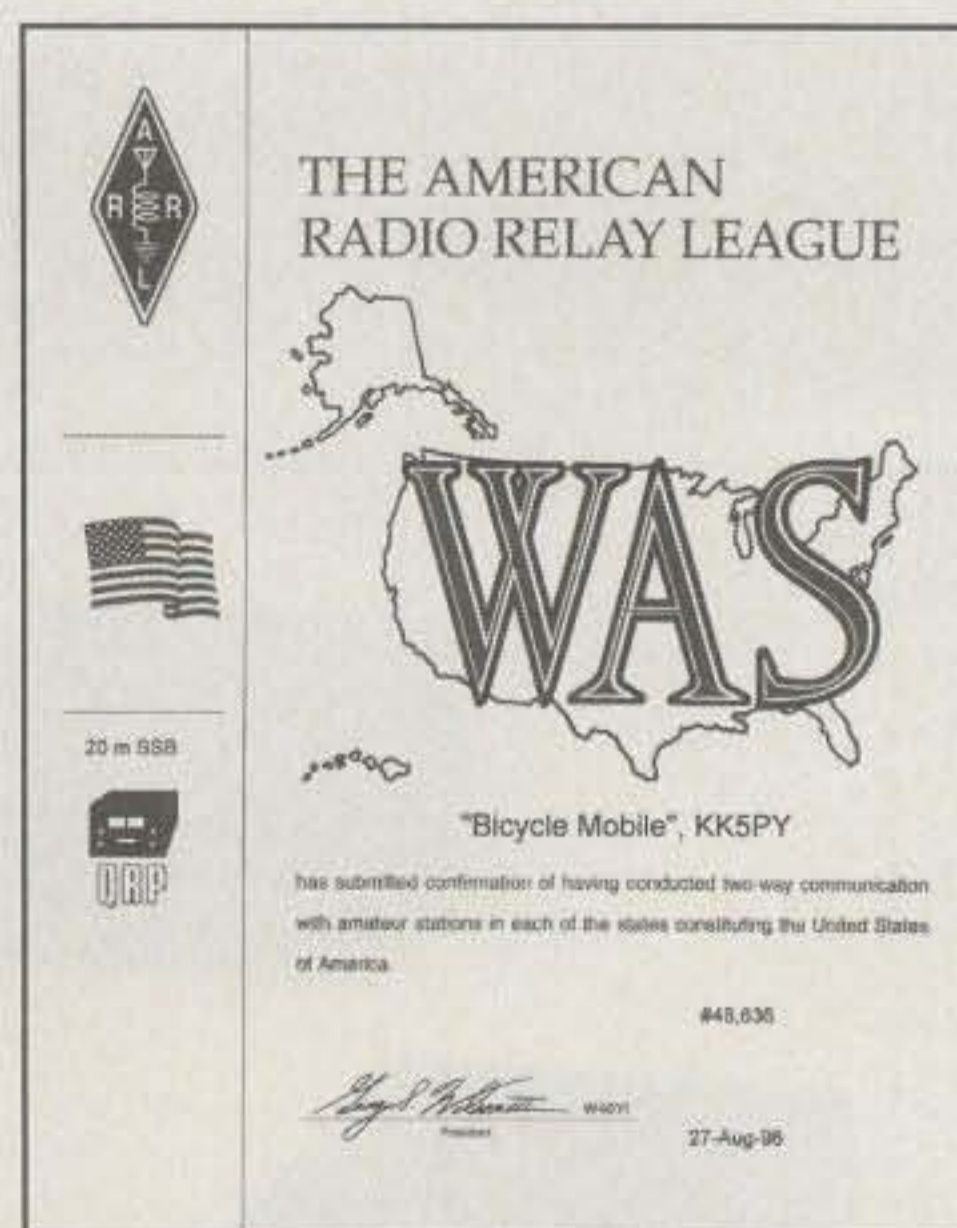 A
R R
L
THE AMERICAN
RADIO RELAY LEAGUE
WAS
20 m SSB
QRP
"Bicycle Mobile", KK5PY
has submitted confirmation of having conducted two-way communication
with amateur stations in each of the states constituting the United States
of America.
#48,636
President
27-Aug-96